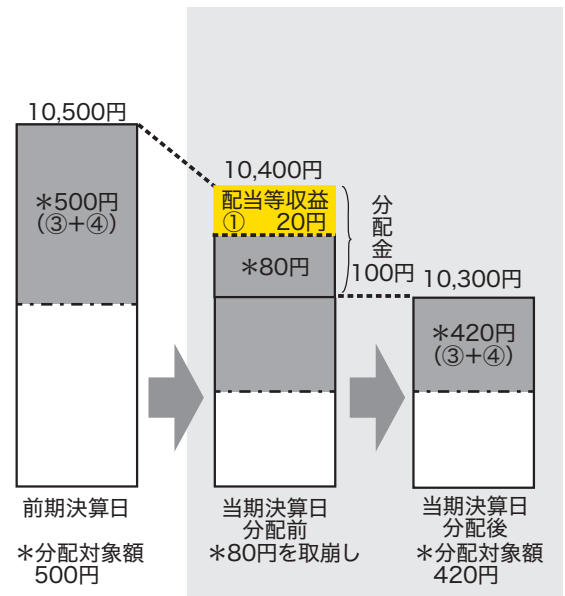 10,500円
＊500円
(③+④)
前期決算日
＊分配対象額
500円
10,400円
配当等収益
① 20円
＊80円
分配金
100円
当期決算日
分配前
＊80円を取崩し
10,300円
＊420円
(③+④)
当期決算日
分配後
＊分配対象額
420円